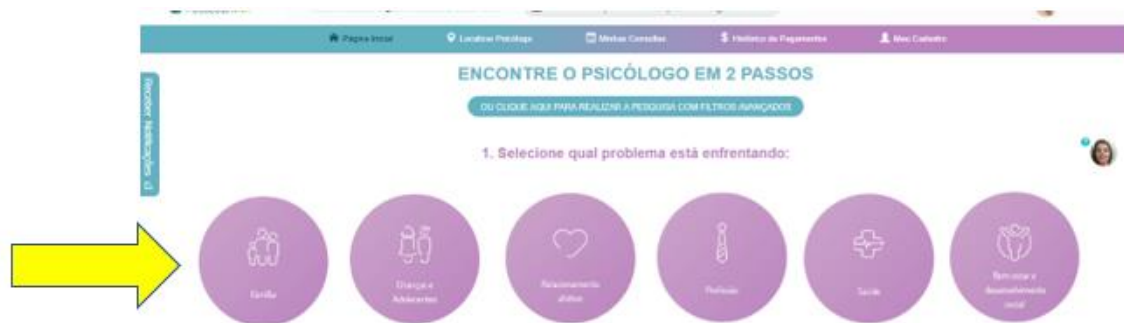 Página Inicial
Localizar Psicólogo
Minhas Consultas
Histórico de Pagamentos
Meu Cadastro
ENCONTRE O PSICÓLOGO EM 2 PASSOS
OU CLIQUE AQUI PARA REALIZAR A PESQUISA COM FILTROS AVANÇADOS
Receber Notificações
1. Selecione qual problema está enfrentando:
Família
Criança e
Adolescentes
Relacionamento
afetivo
Profissão
Saúde
Bem estar e
desenvolvimento
social